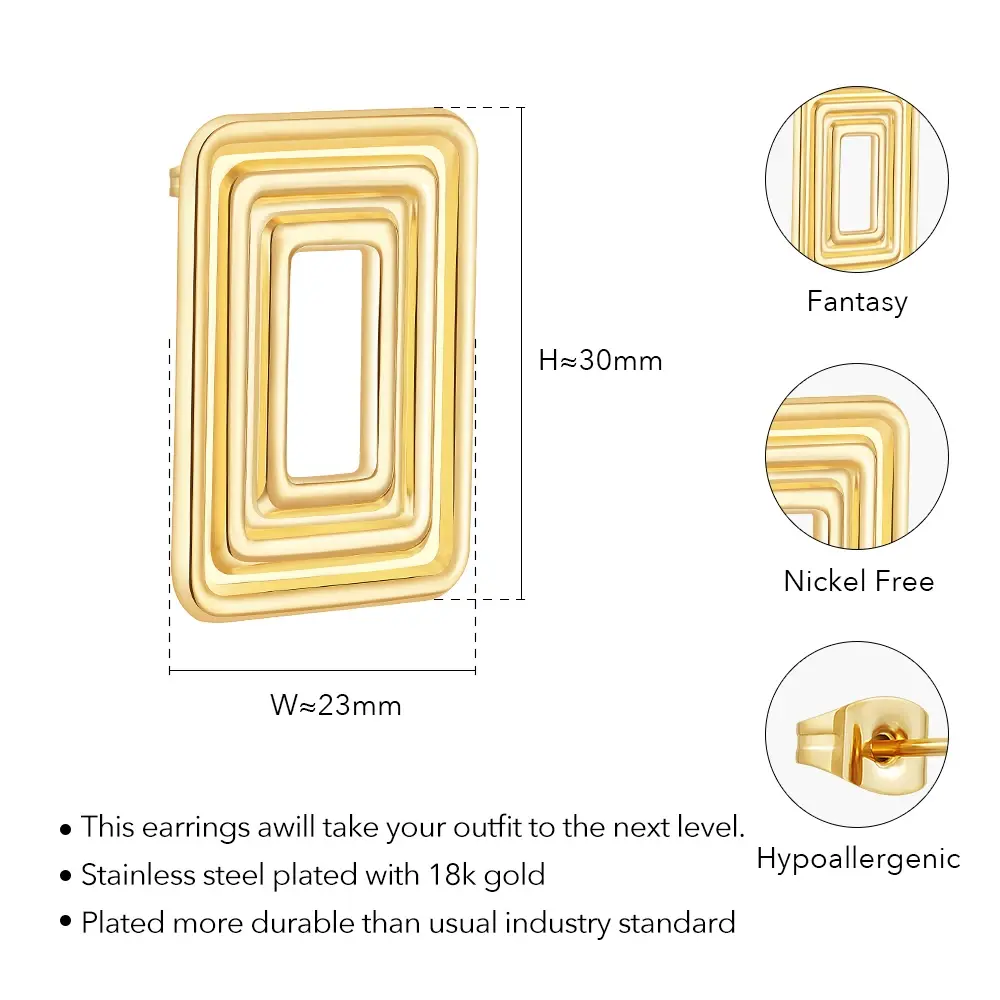 Fantasy
H≈30mm
Nickel Free
W≈23mm
Hypoallergenic
• This earrings awill take your outfit to the next level.
• Stainless steel plated with 18k gold
• Plated more durable than usual industry standard